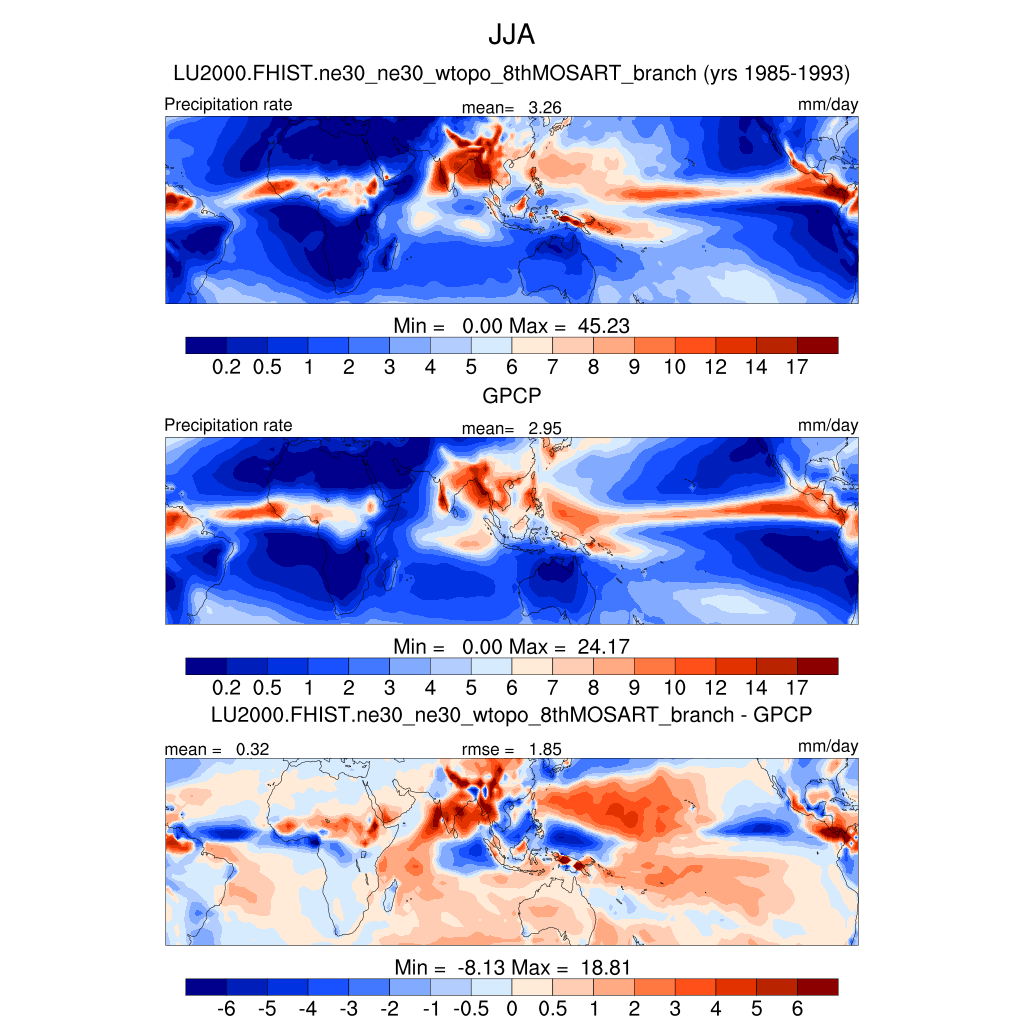 JJA
LU2000.FHIST.ne30_ne30_wtopo_8thMOSART_branch (yrs 1985-1993)
Precipitation rate mean= 3.26 mm/day
Min = 0.00 Max = 45.23
0.2 0.5 1 2 3 4 5 6 7 8 9 10 12 14 17
GPCP
Precipitation rate mean= 2.95 mm/day
Min = 0.00 Max = 24.17
0.2 0.5 1 2 3 4 5 6 7 8 9 10 12 14 17
LU2000.FHIST.ne30_ne30_wtopo_8thMOSART_branch - GPCP
mean = 0.32 rmse = 1.85 mm/day
Min = -8.13 Max = 18.81
-6 -5 -4 -3 -2 -1 -0.5 0 0.5 1 2 3 4 5 6